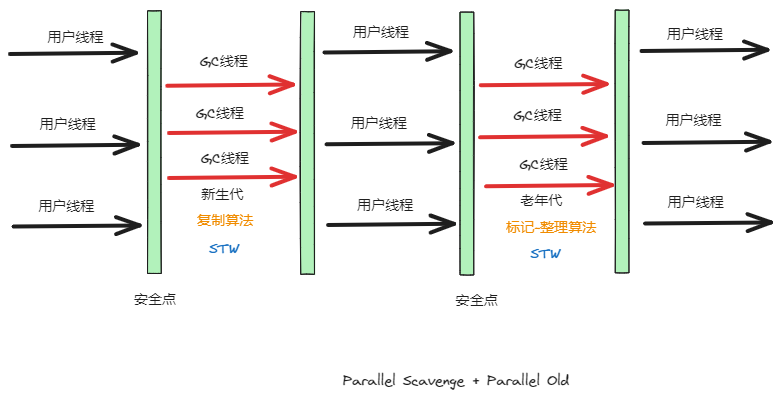 用户线程
用户线程
用户线程
GC线程
GC线程
GC线程
新生代
复制算法
STW
安全点
用户线程
用户线程
用户线程
GC线程
GC线程
GC线程
老年代
标记-整理算法
STW
安全点
用户线程
用户线程
用户线程
Parallel Scavenge + Parallel Old